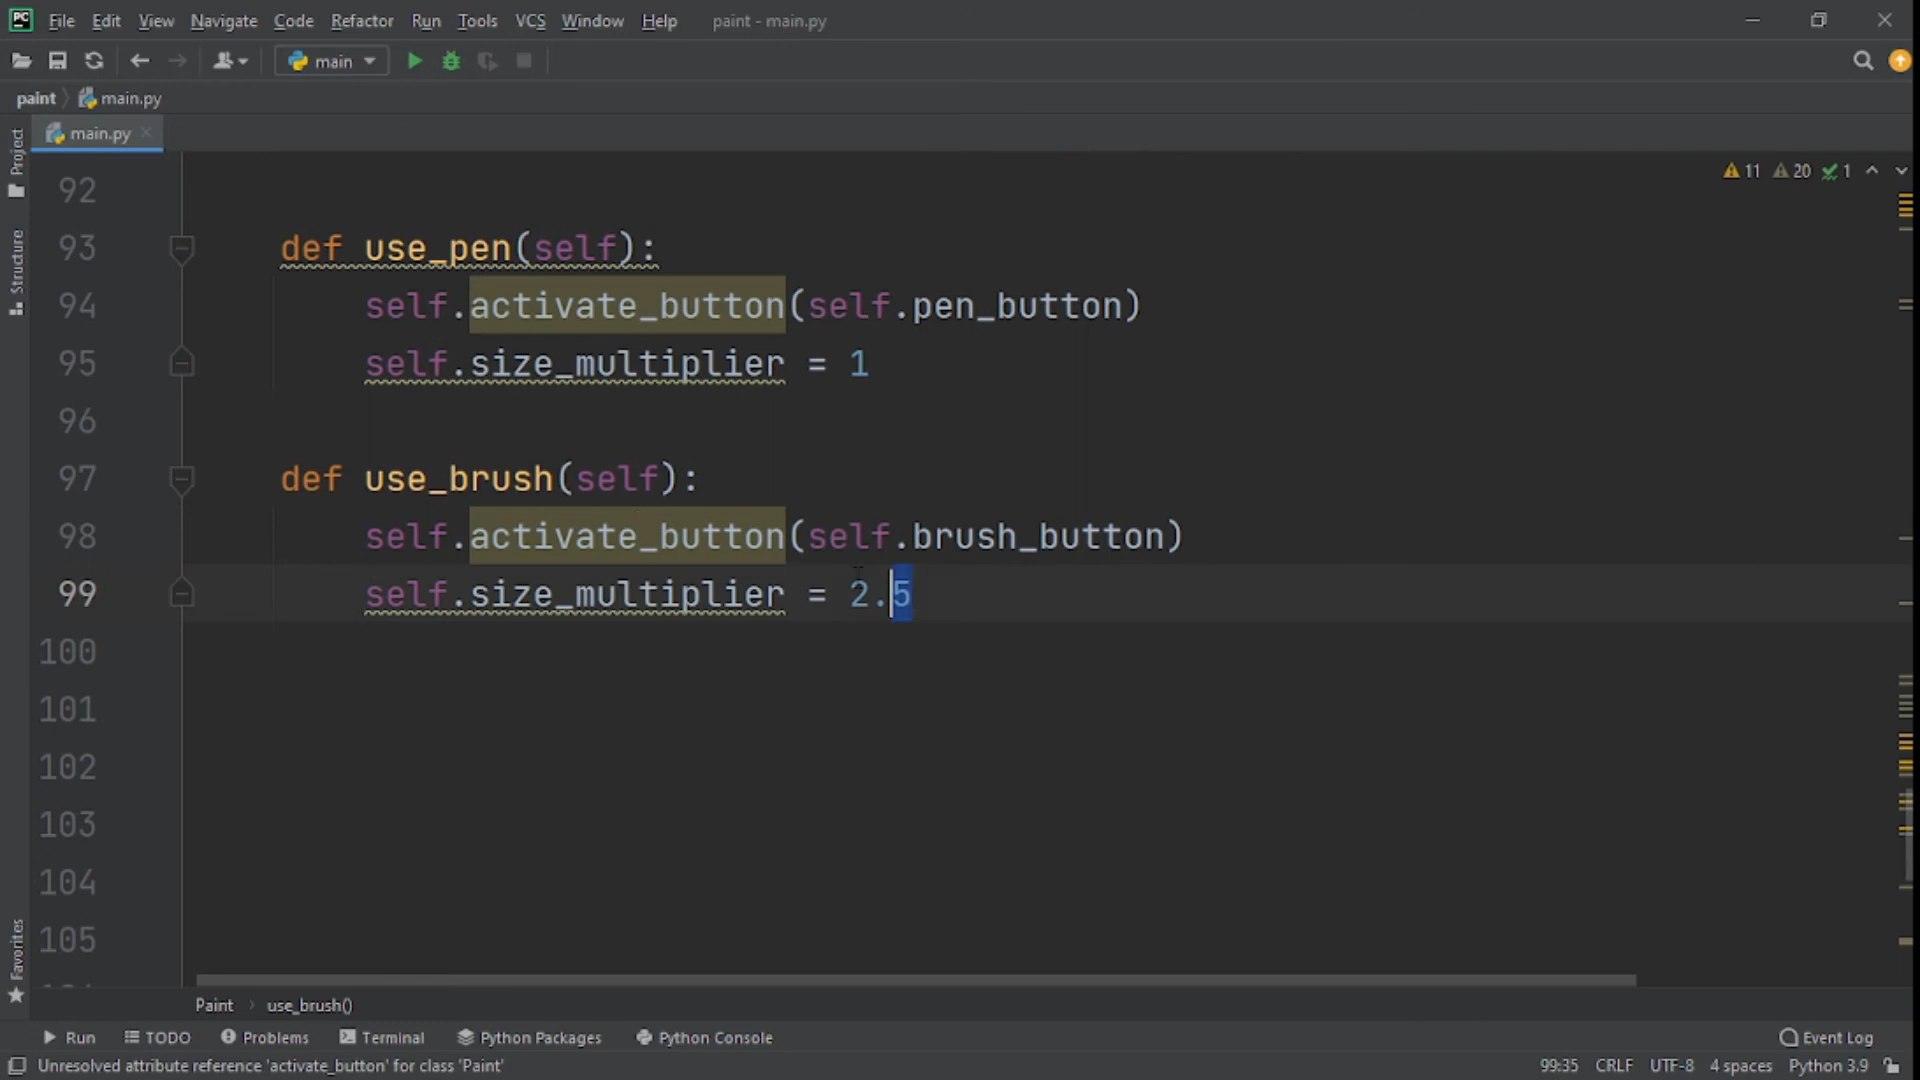 PC File Edit View Navigate Code Refactor Run Tools VCS Window Help paint - main.py
main
paint main.py
main.py
Project
Structure
Favorites
11 20 1
92
93 def use_pen(self):
94 self.activate_button(self.pen_button)
95 self.size_multiplier = 1
96
97 def use_brush(self):
98 self.activate_button(self.brush_button)
99 self.size_multiplier = 2.5
100
101
102
103
104
105
Paint use_brush()
Run TODO Problems Terminal Python Packages Python Console Event Log
Unresolved attribute reference 'activate_button' for class 'Paint' 99:35 CRLF UTF-8 4 spaces Python 3.9